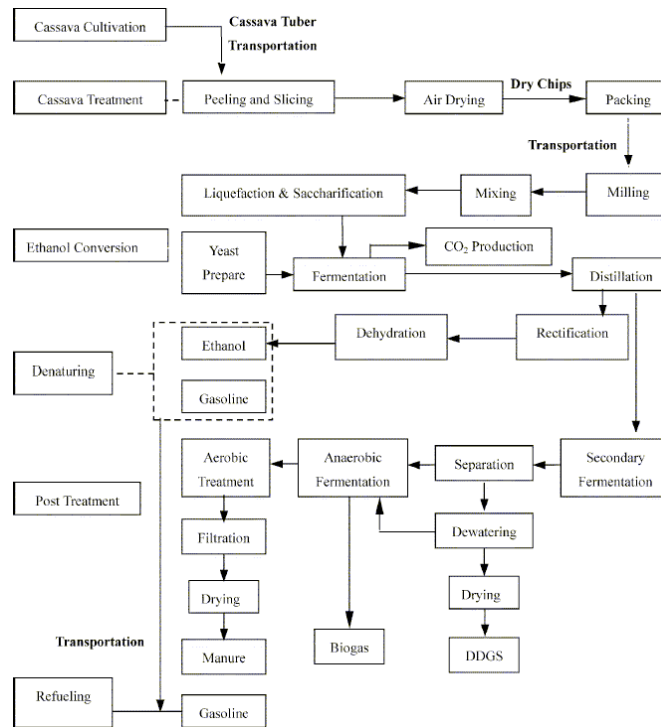 Cassava Cultivation
Cassava Tuber
Transportation
Cassava Treatment
Peeling and Slicing
Air Drying
Dry Chips
Packing
Transportation
Liquefaction & Saccharification
Mixing
Milling
Ethanol Conversion
Yeast
Prepare
Fermentation
CO₂ Production
Distillation
Dehydration
Rectification
Ethanol
Denaturing
Gasoline
Aerobic
Treatment
Anaerobic
Fermentation
Separation
Secondary
Fermentation
Post Treatment
Filtration
Dewatering
Drying
Drying
Transportation
Manure
Biogas
DDGS
Refueling
Gasoline